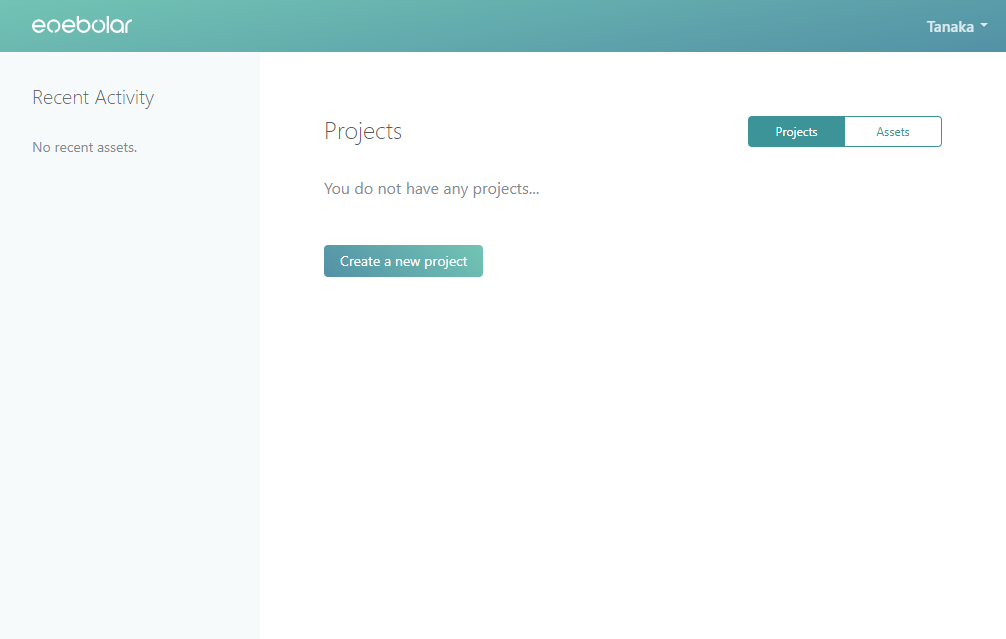 eoebolar
Tanaka
Recent Activity
No recent assets.
Projects
Projects
Assets
You do not have any projects...
Create a new project